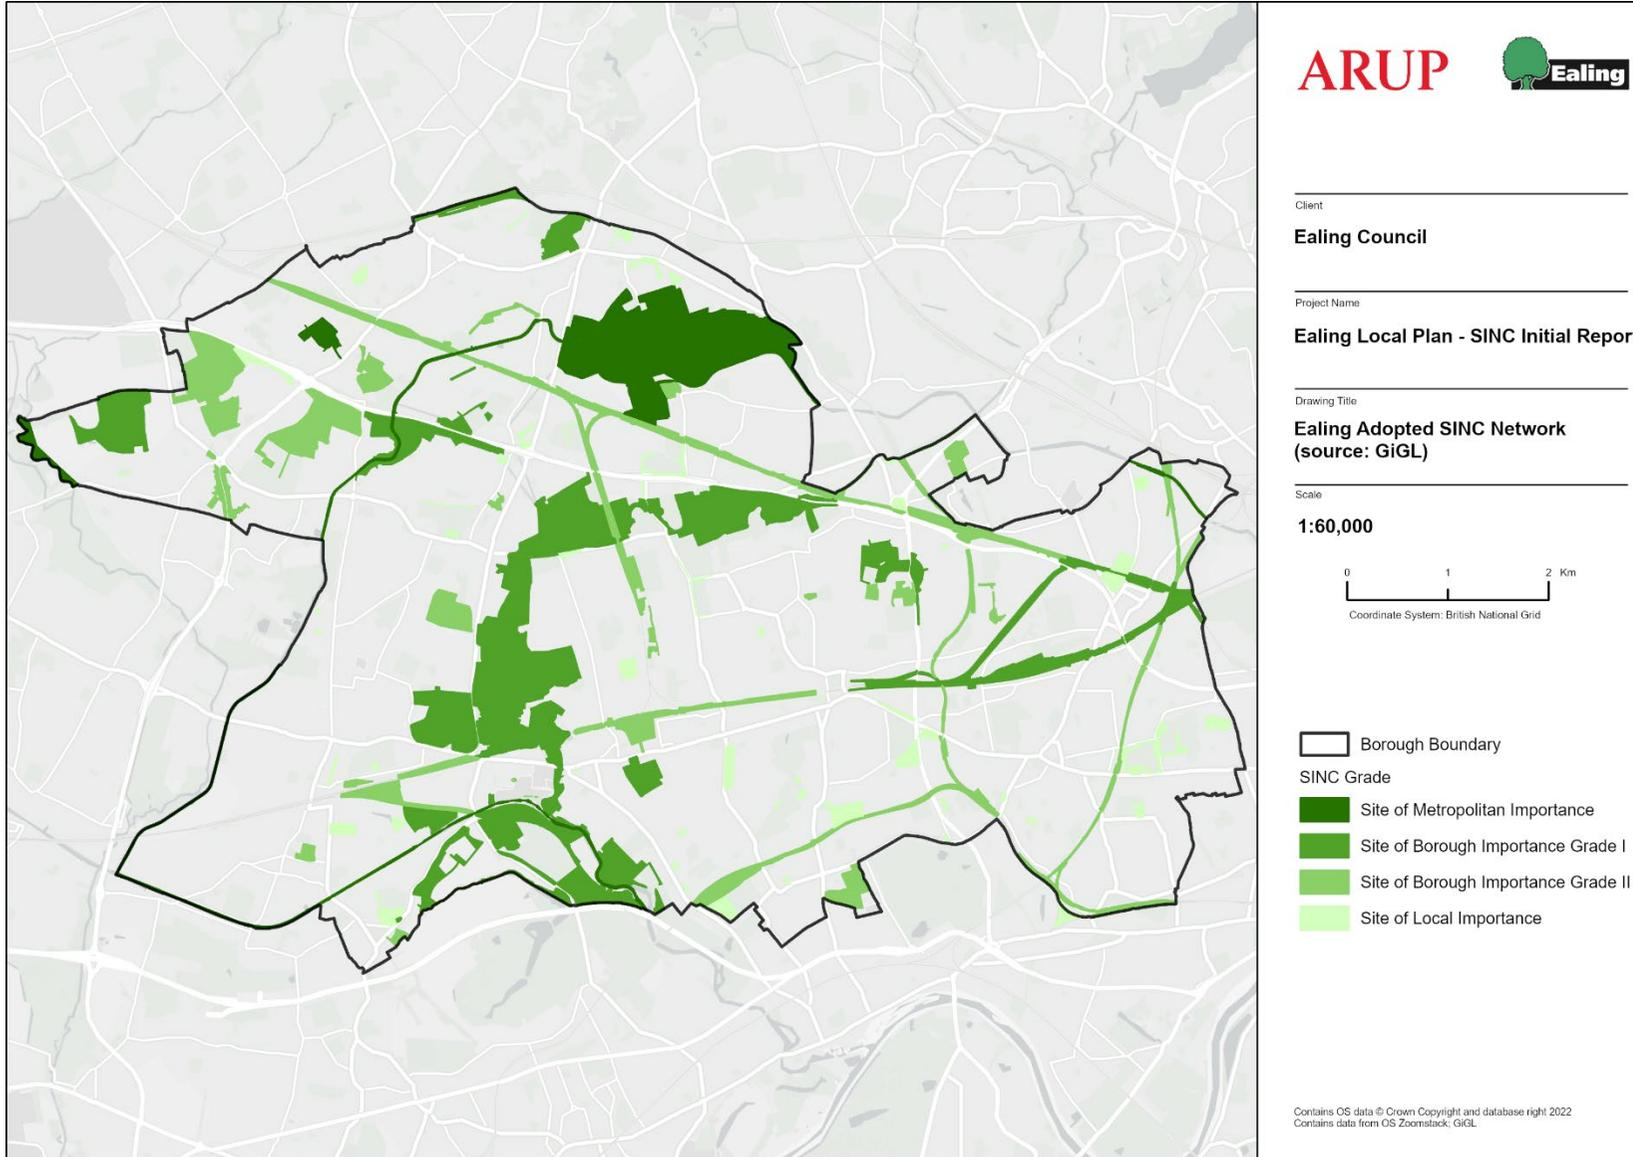 ARUP
Ealing
Client
Ealing Council
Project Name
Ealing Local Plan - SINC Initial Repor
Drawing Title
Ealing Adopted SINC Network
(source: GiGL)
Scale
1:60,000
0 1 2 Km
Coordinate System: British National Grid
Borough Boundary
SINC Grade
Site of Metropolitan Importance
Site of Borough Importance Grade I
Site of Borough Importance Grade II
Site of Local Importance
Contains OS data © Crown Copyright and database right 2022
Contains data from OS Zoomstack; GiGL